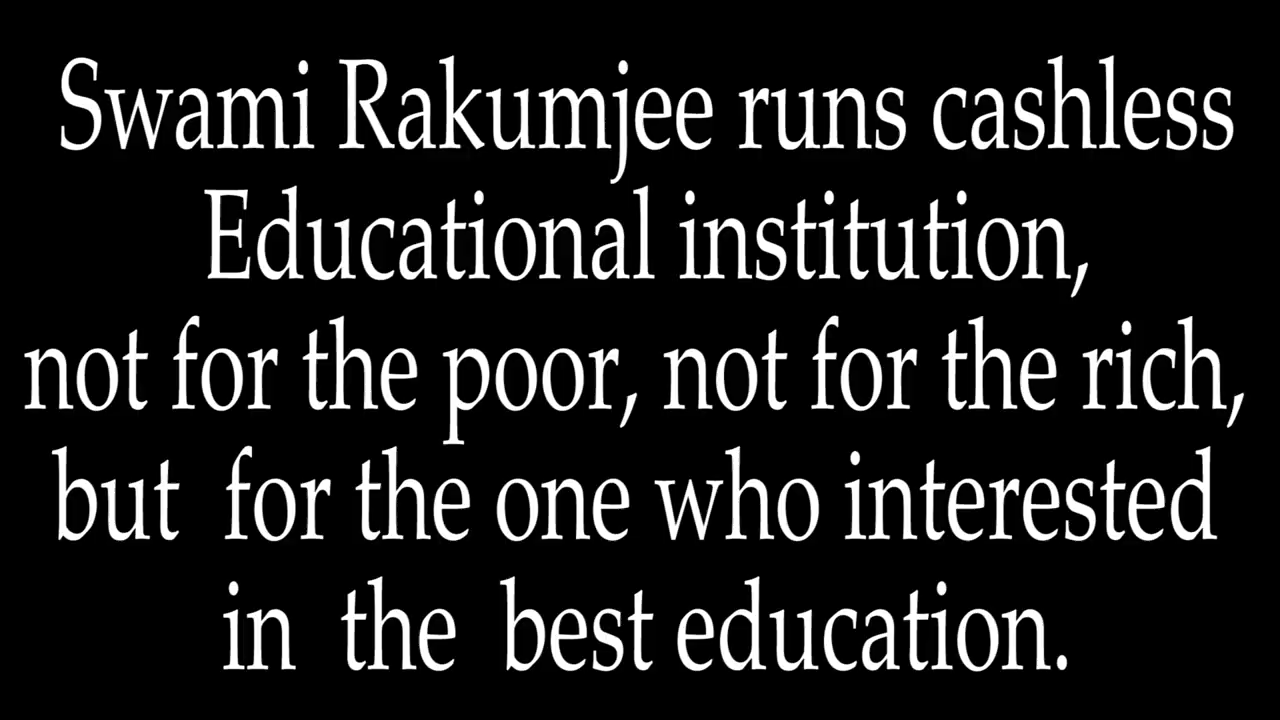 Swami Rakumjee runs cashless
Educational institution,
not for the poor, not for the rich,
but for the one who interested
in the best education.